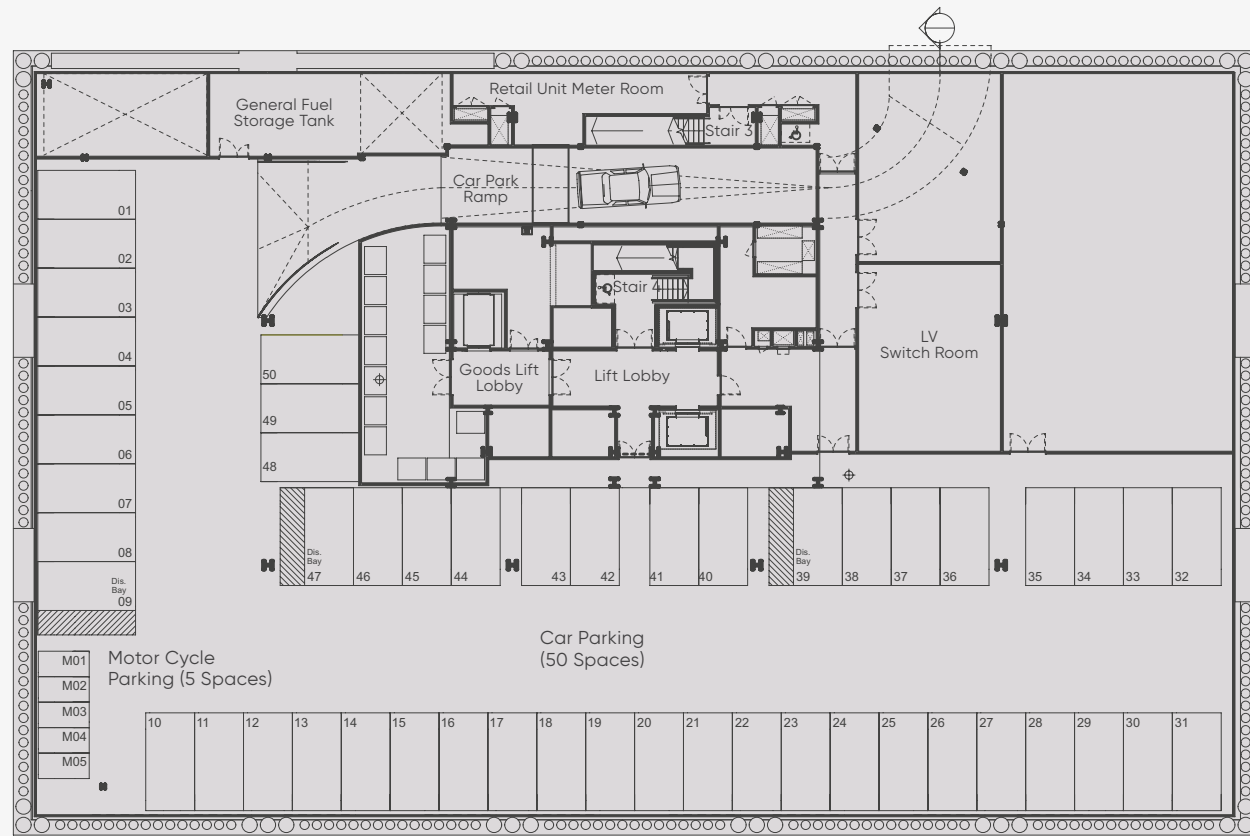 Retail Unit Meter Room
General Fuel
Storage Tank
Stair 3
Car Park
Ramp
01
02
03
04
05
06
07
08
Dis.
Bay
09
Stair 4
LV
Switch Room
Goods Lift
Lobby
Lift Lobby
50
49
48
Dis.
Bay
47
46
45
44
43
42
41
40
Dis.
Bay
39
38
37
36
35
34
33
32
Car Parking
(50 Spaces)
M01
M02
M03
M04
M05
Motor Cycle
Parking (5 Spaces)
10
11
12
13
14
15
16
17
18
19
20
21
22
23
24
25
26
27
28
29
30
31